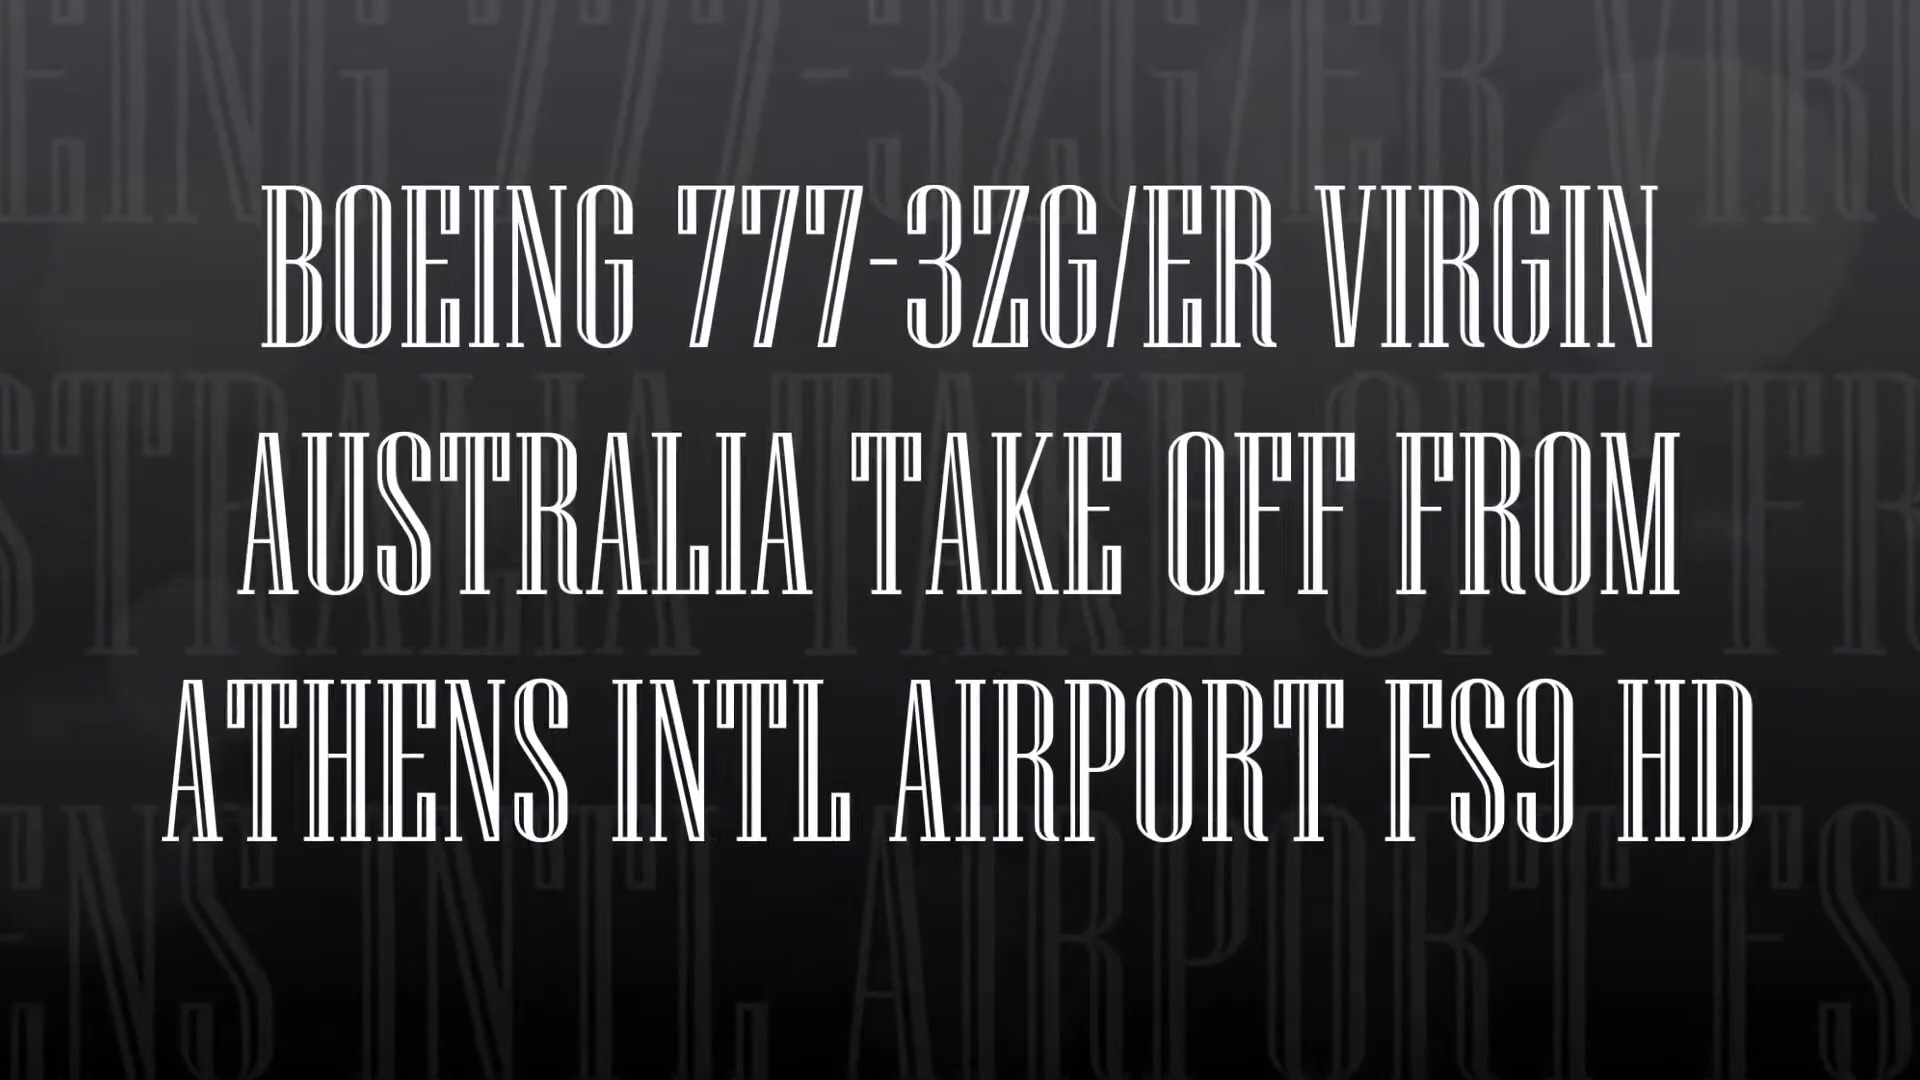 BOEING 777-3ZG/ER VIRGIN
AUSTRALIA TAKE OFF FROM
ATHENS INTL AIRPORT FS9 HD